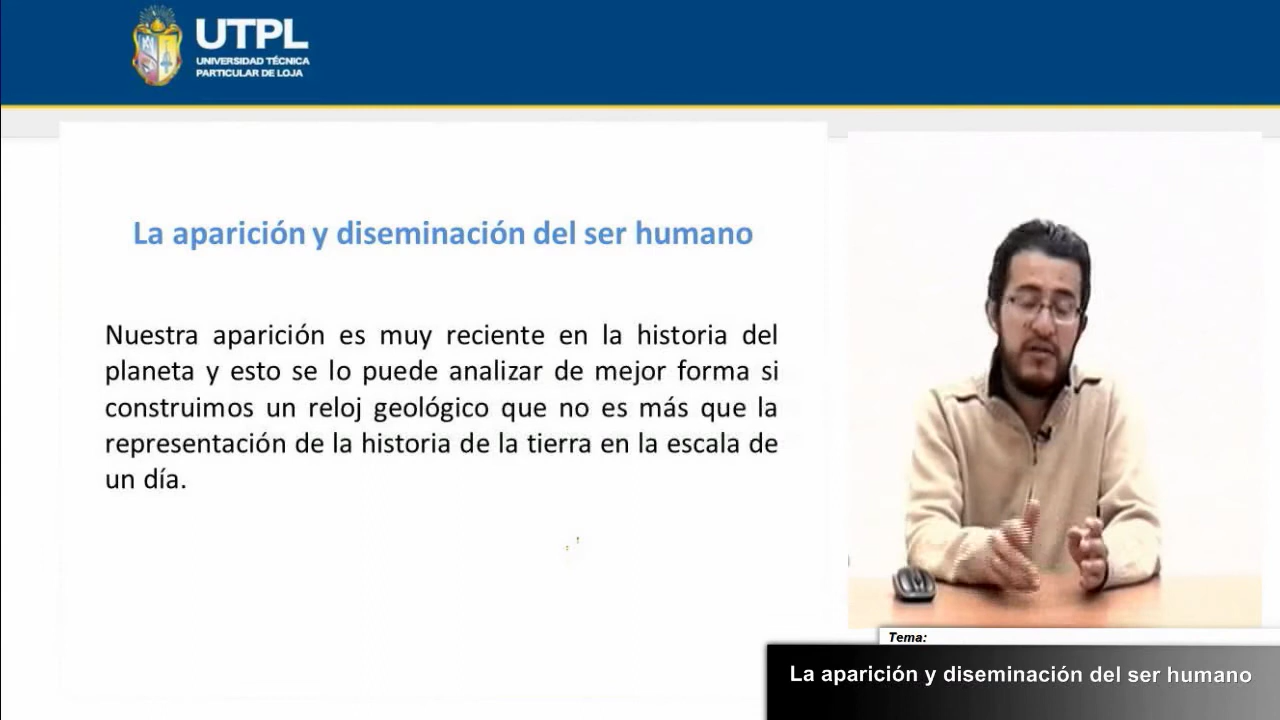 UTPL
UNIVERSIDAD TÉCNICA
PARTICULAR DE LOJA
La aparición y diseminación del ser humano
Nuestra aparición es muy reciente en la historia del
planeta y esto se lo puede analizar de mejor forma si
construimos un reloj geológico que no es más que la
representación de la historia de la tierra en la escala de
un día.
Tema:
La aparición y diseminación del ser humano